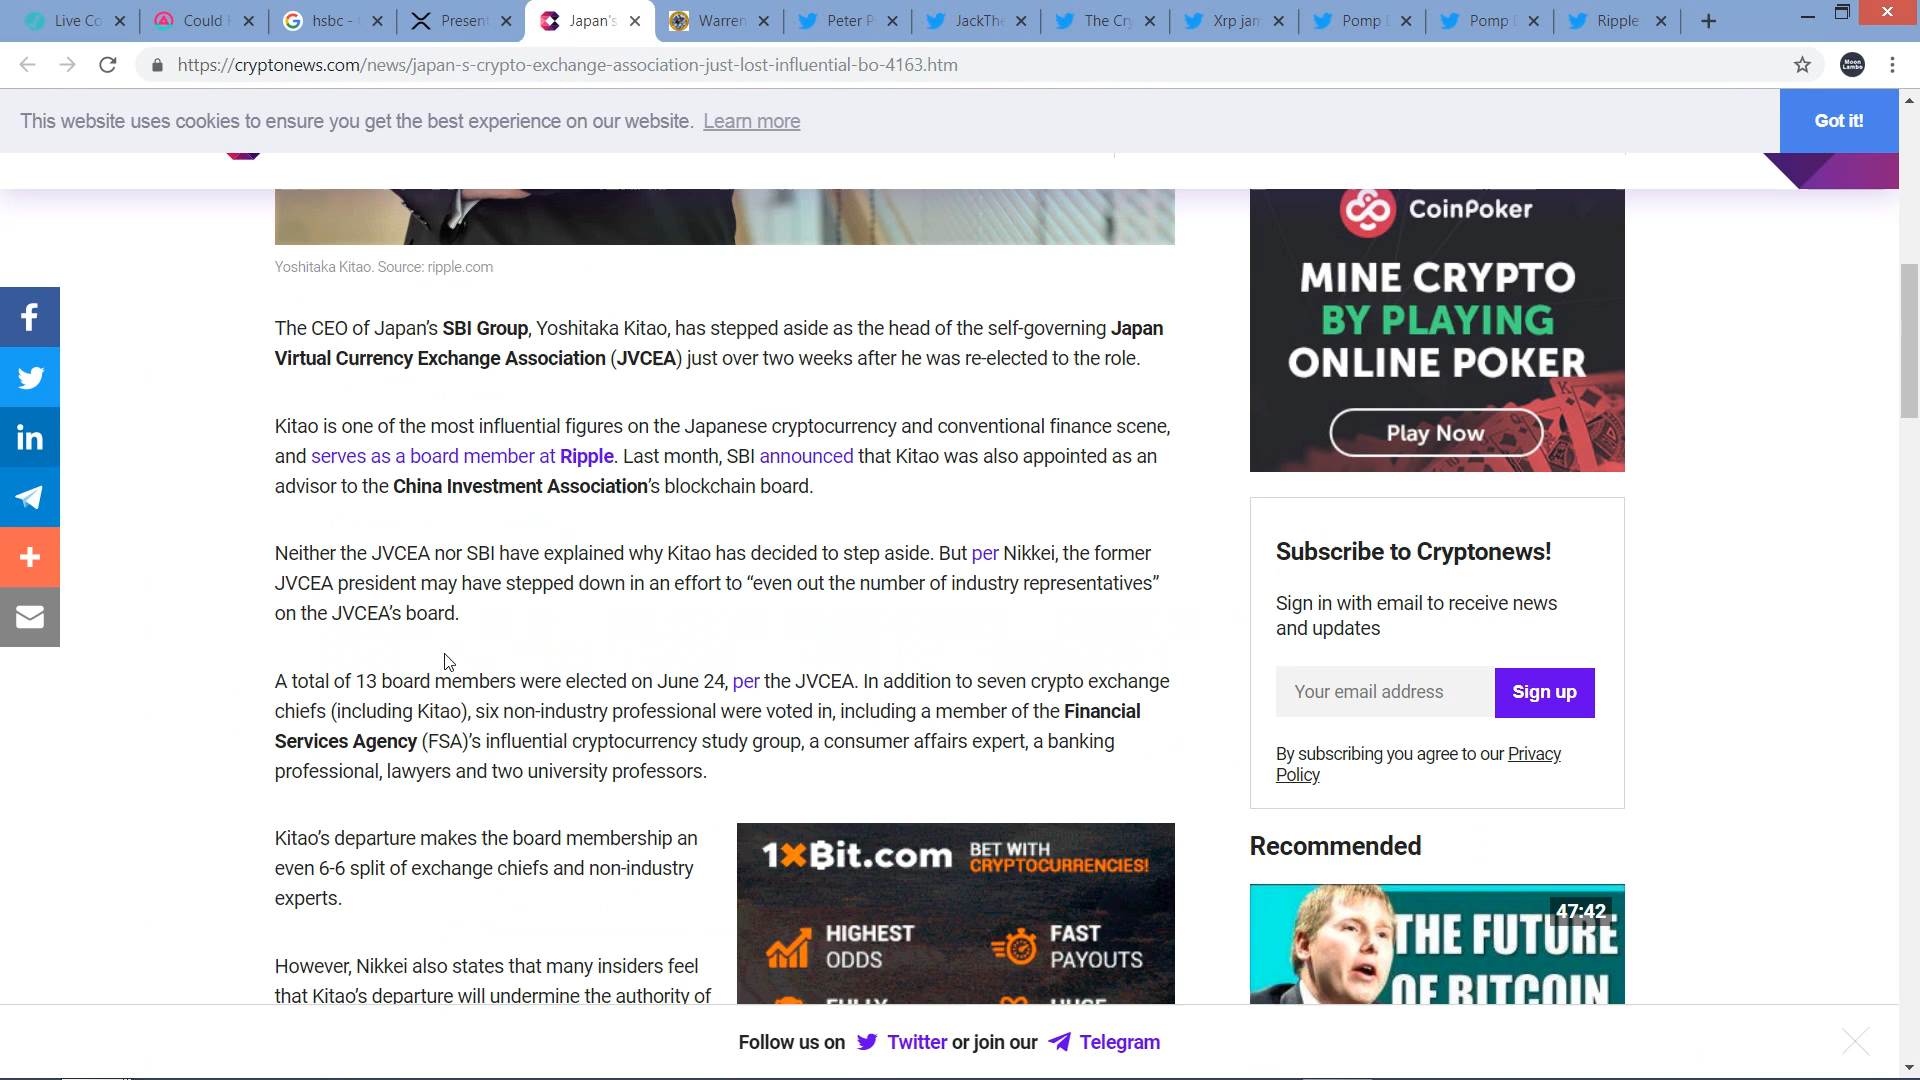 Live Co
Could
hsbc -
Present
Japan's
Warren
Peter P
JackThe
The Cry
Xrp jam
Pomp
Pomp
Ripple
https://cryptonews.com/news/japan-s-crypto-exchange-association-just-lost-influential-bo-4163.htm
Moon
Lambo
This website uses cookies to ensure you get the best experience on our website. Learn more
Got it!
Yoshitaka Kitao. Source: ripple.com
The CEO of Japan's SBI Group, Yoshitaka Kitao, has stepped aside as the head of the self-governing Japan
Virtual Currency Exchange Association (JVCEA) just over two weeks after he was re-elected to the role.
Kitao is one of the most influential figures on the Japanese cryptocurrency and conventional finance scene,
and serves as a board member at Ripple. Last month, SBI announced that Kitao was also appointed as an
advisor to the China Investment Association's blockchain board.
Neither the JVCEA nor SBI have explained why Kitao has decided to step aside. But per Nikkei, the former
JVCEA president may have stepped down in an effort to “even out the number of industry representatives”
on the JVCEA's board.
A total of 13 board members were elected on June 24, per the JVCEA. In addition to seven crypto exchange
chiefs (including Kitao), six non-industry professional were voted in, including a member of the Financial
Services Agency (FSA)'s influential cryptocurrency study group, a consumer affairs expert, a banking
professional, lawyers and two university professors.
Kitao's departure makes the board membership an
even 6-6 split of exchange chiefs and non-industry
experts.
However, Nikkei also states that many insiders feel
that Kitao's departure will undermine the authority of
1XBit.com
BET WITH
CRYPTOCURRENCIES!
HIGHEST
ODDS
FAST
PAYOUTS
FULLY
HUGE
CoinPoker
MINE CRYPTO
BY PLAYING
ONLINE POKER
Play Now
Subscribe to Cryptonews!
Sign in with email to receive news
and updates
Your email address
Sign up
By subscribing you agree to our Privacy
Policy
Recommended
47:42
THE FUTURE
OF BITCOIN
Follow us on Twitter or join our Telegram